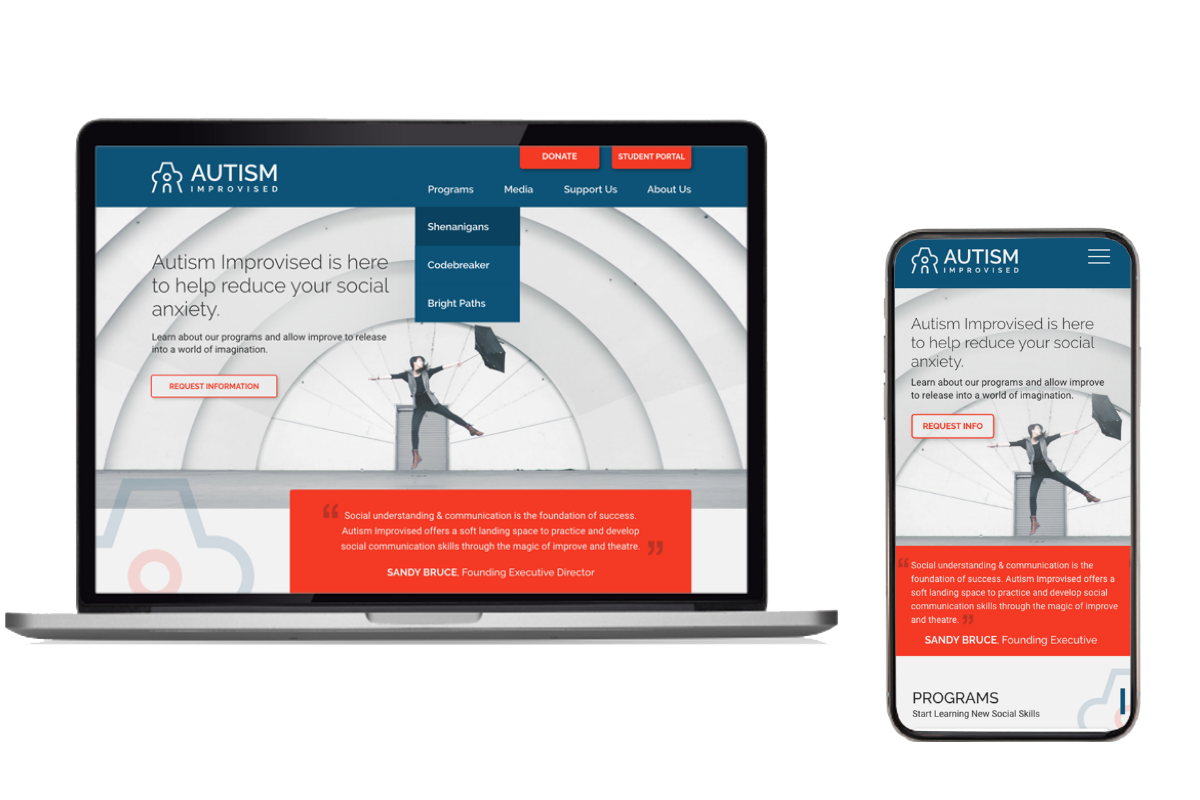 DONATE
STUDENT PORTAL
AUTISM
IMPROVISED
Programs
Media
Support Us
About Us
Shenanigans
Codebreaker
Bright Paths
Autism Improvised is here
to help reduce your social
anxiety.
Learn about our programs and allow improve to release
into a world of imagination.
REQUEST INFORMATION
“ Social understanding & communication is the foundation of success.
Autism Improvised offers a soft landing space to practice and develop
social communication skills through the magic of improve and theatre. ”
SANDY BRUCE, Founding Executive Director
AUTISM
IMPROVISED
Autism Improvised is here
to help reduce your social
anxiety.
Learn about our programs and allow improve
to release into a world of imagination.
REQUEST INFO
“ Social understanding & communication is the
foundation of success. Autism Improvised offers a
soft landing space to practice and develop social
communication skills through the magic of improve
and theatre. ”
SANDY BRUCE, Founding Executive
PROGRAMS
Start Learning New Social Skills